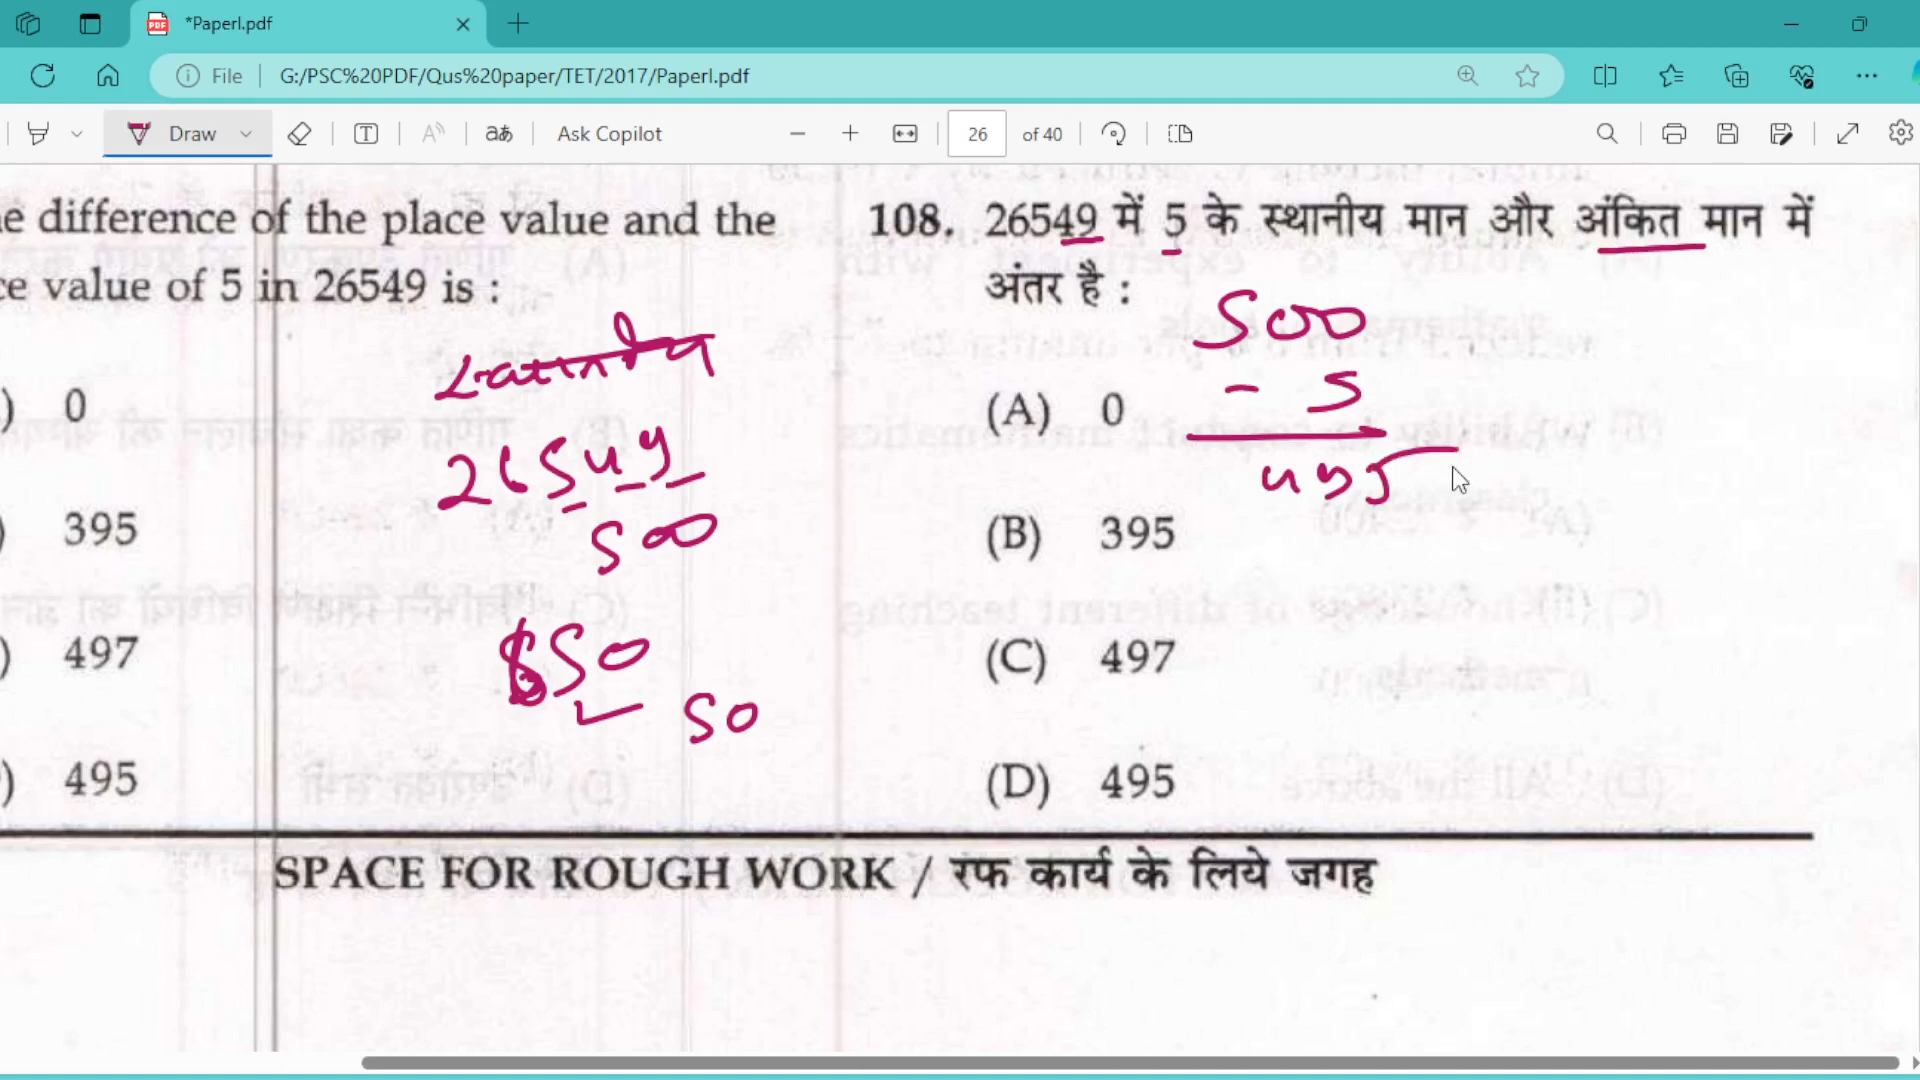 *Paperl.pdf
File
G:/PSC%20PDF/Qus%20paper/TET/2017/Paperl.pdf
Draw
Ask Copilot
26 of 40
difference of the place value and the
value of 5 in 26549 is :
) 0
) 395
) 497
) 495
26549
500
50
50
108. 26549 में 5 के स्थानीय मान और अंकित मान में
अंतर है :
500
- 5
495
(A) 0
(B) 395
(C) 497
(D) 495
SPACE FOR ROUGH WORK / रफ कार्य के लिये जगह